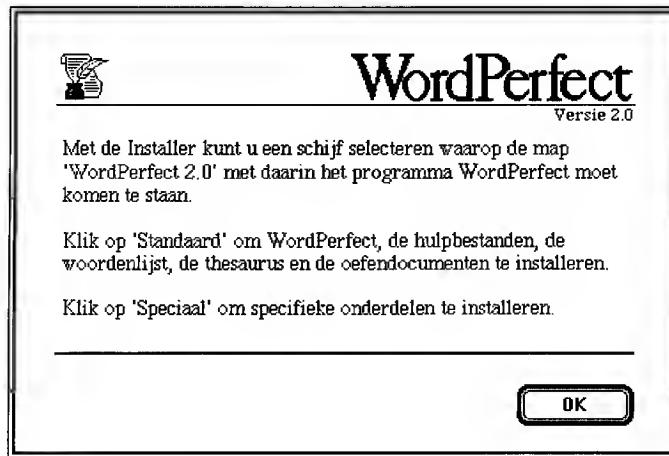 WordPerfect
Versie 2.0
Met de Installer kunt u een schijf selecteren waarop de map
'WordPerfect 2.0' met daarin het programma WordPerfect moet
komen te staan.
Klik op 'Standaard' om WordPerfect, de hulpbestanden, de
woordenlijst, de thesaurus en de oefendocumenten te installeren.
Klik op 'Speciaal' om specifieke onderdelen te installeren.
OK